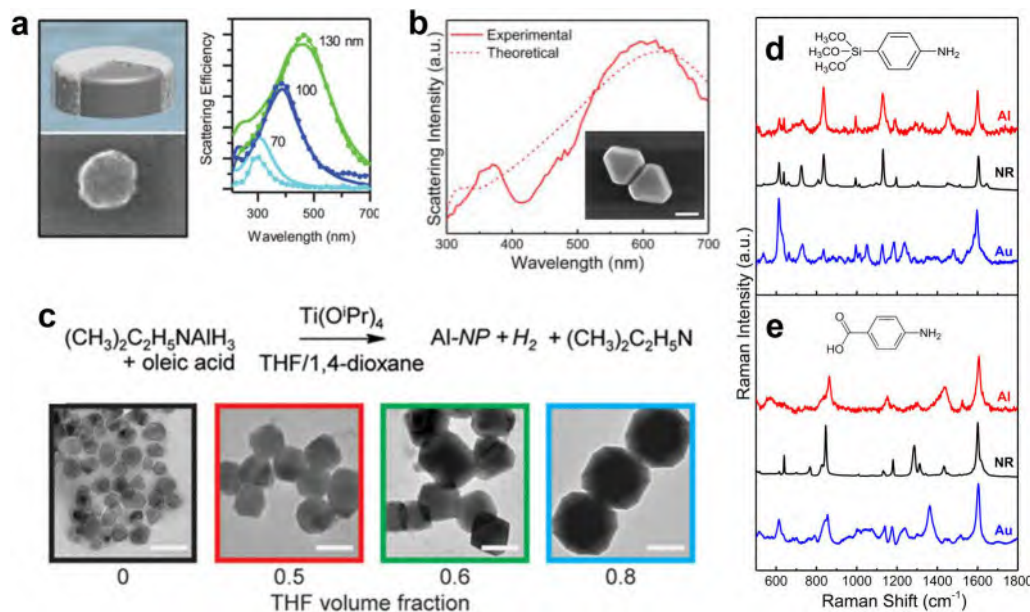 a
130 nm
100
70
Scattering Efficiency
300
500
700
Wavelength (nm)
b
Experimental
Theoretical
Scattering Intensity (a.u.)
300
400
500
600
700
Wavelength (nm)
c
(CH₃)₂C₂H₅NAlH₃
+ oleic acid
Ti(OⁱPr)₄
THF/1,4-dioxane
Al-NP + H₂ + (CH₃)₂C₂H₅N
0
0.5
0.6
0.8
THF volume fraction
d
H₃CO
H₃CO
H₃CO
Si
NH₂
Al
NR
Au
e
O
HO
NH₂
Al
NR
Au
Raman Intensity (a.u.)
600 800 1000 1200 1400 1600 1800
Raman Shift (cm⁻¹)